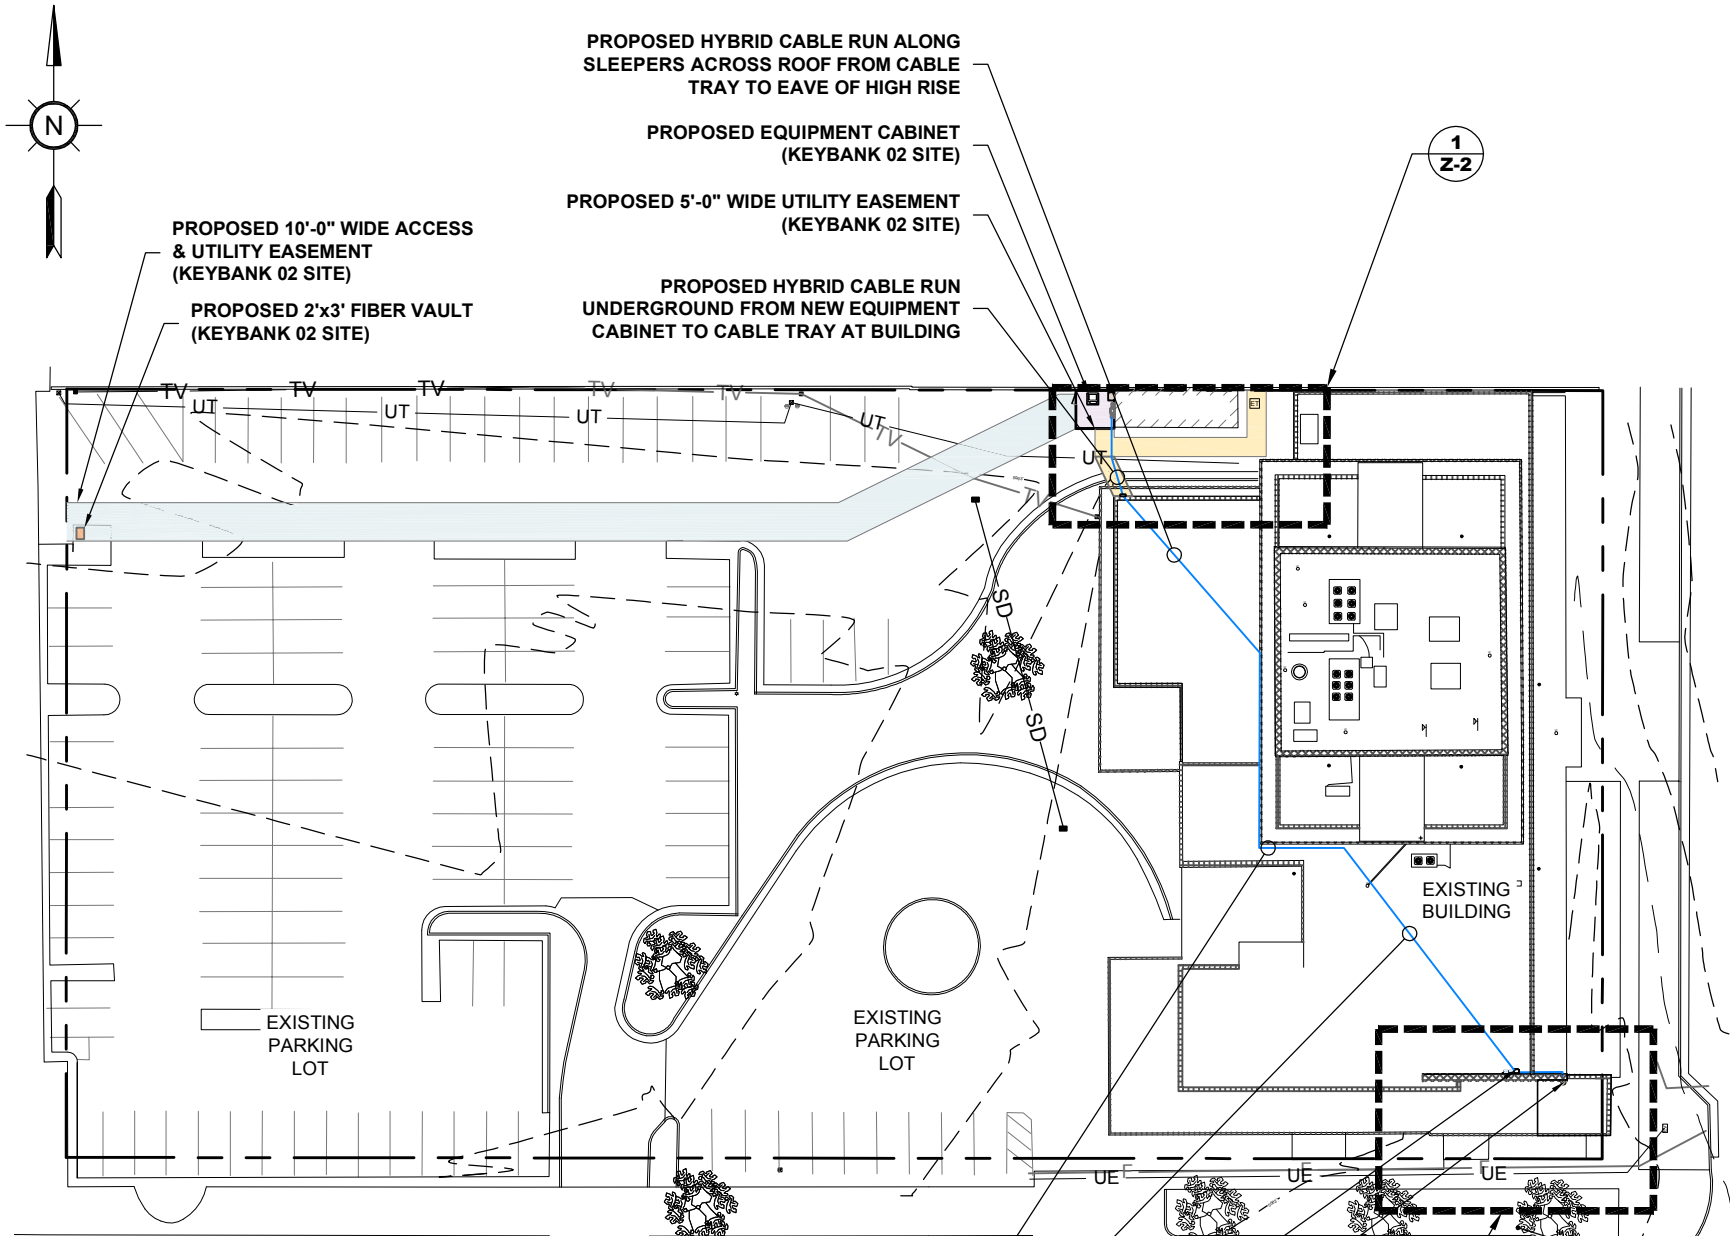 PROPOSED HYBRID CABLE RUN ALONG
SLEEPERS ACROSS ROOF FROM CABLE
TRAY TO EAVE OF HIGH RISE
N
PROPOSED EQUIPMENT CABINET
(KEYBANK 02 SITE)
1
Z-2
PROPOSED 5'-0" WIDE UTILITY EASEMENT
(KEYBANK 02 SITE)
PROPOSED 10'-0" WIDE ACCESS
& UTILITY EASEMENT
(KEYBANK 02 SITE)
PROPOSED HYBRID CABLE RUN
UNDERGROUND FROM NEW EQUIPMENT
CABINET TO CABLE TRAY AT BUILDING
PROPOSED 2'x3' FIBER VAULT
(KEYBANK 02 SITE)
TV
TV
TV
TV
TV
UT
UT
UT
UT
TV
ET
UT
TV
SD
SD
EXISTING
BUILDING
EXISTING
PARKING
LOT
EXISTING
PARKING
LOT
UE
UE
UE